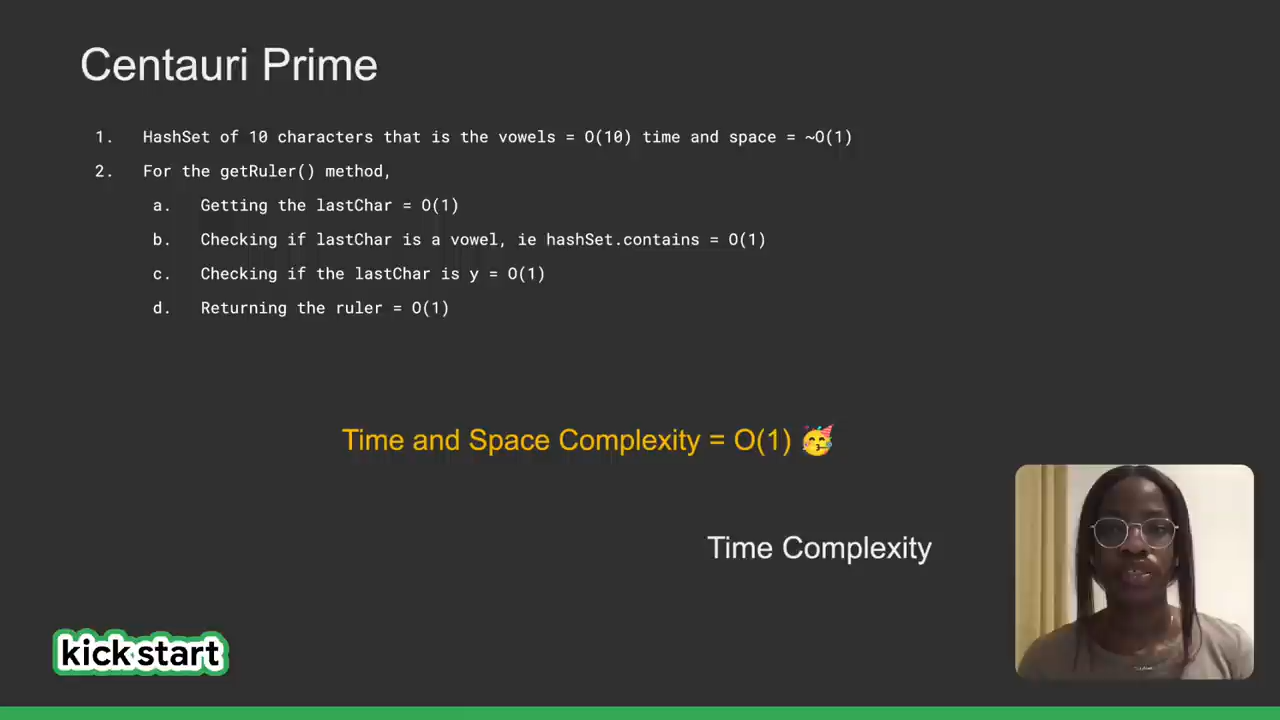 Centauri Prime
1. HashSet of 10 characters that is the vowels = O(10) time and space = ~O(1)
2. For the getRuler() method,
a. Getting the lastChar = O(1)
b. Checking if lastChar is a vowel, ie hashSet.contains = O(1)
c. Checking if the lastChar is y = O(1)
d. Returning the ruler = O(1)
Time and Space Complexity = O(1) 🥳
Time Complexity
kick start